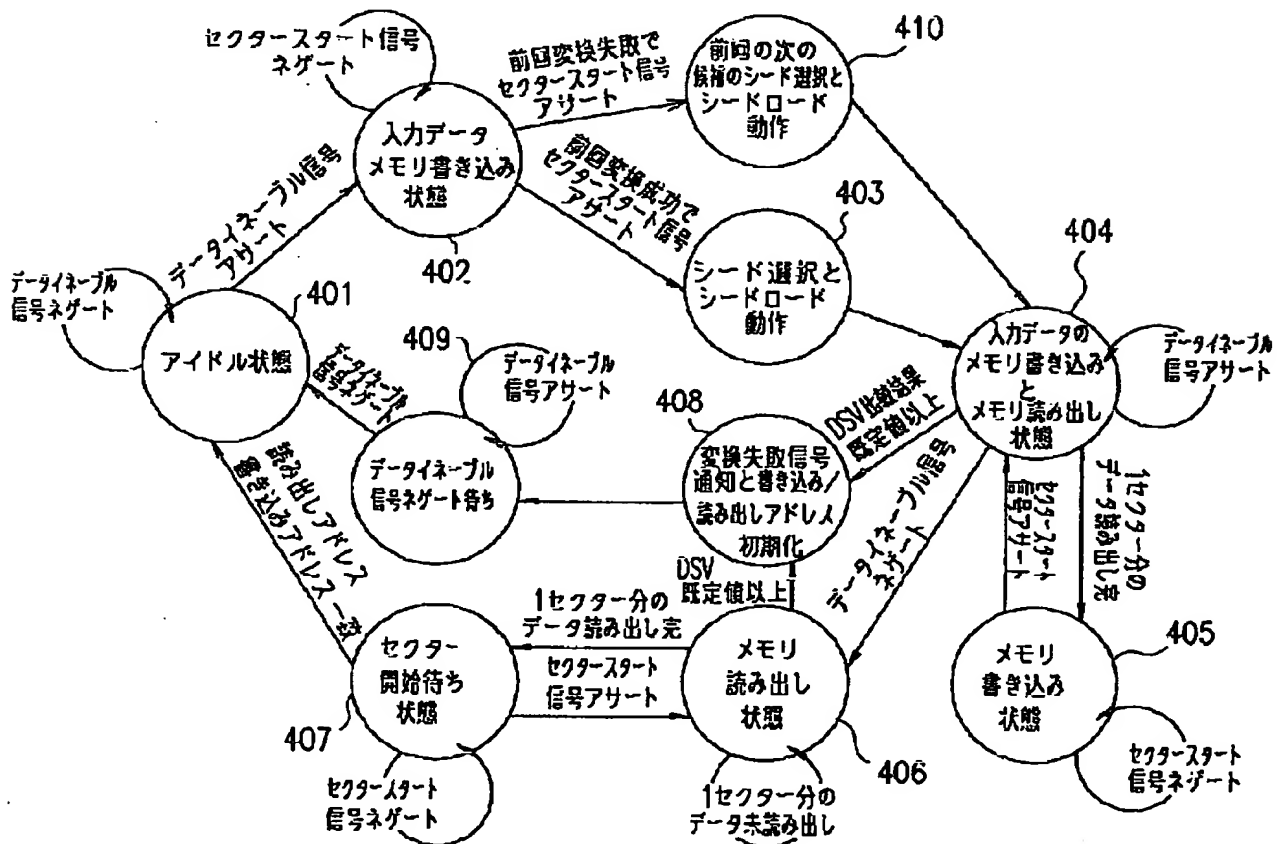 セクタースタート信号
ネゲート
前回変換失敗で
セクタースタート信号
アサート
410
前回の次の
候補のシード選択と
シードロード
動作
入力データ
メモリ書き込み
状態
402
データイネーブル信号
アサート
前回変換成功で
セクタースタート信号
アサート
403
シード選択と
シードロード
動作
404
入力データの
メモリ書き込み
と
メモリ読み出し
状態
データイネーブル
信号アサート
データイネーブル
信号ネゲート
401
アイドル状態
409
データイネーブル
信号アサート
データイネーブル
信号ネゲート
データイネーブル
信号ネゲート待ち
408
変換失敗信号
通知と書き込み/
読み出しアドレス
初期化
DSV比較結果
既定値以上
データイネーブル信号
ネゲート
セクタースタート
信号アサート
1セクター分の
データ読み出し完
読み出しアドレス
書き込みアドレス一致
DSV
既定値以上
1セクター分の
データ読み出し完
セクタースタート
信号アサート
セクター
開始待ち
状態
407
メモリ
読み出し
状態
406
メモリ
書き込み
状態
405
セクタースタート
信号ネゲート
1セクター分の
データ未読み出し
セクタースタート
信号ネゲート